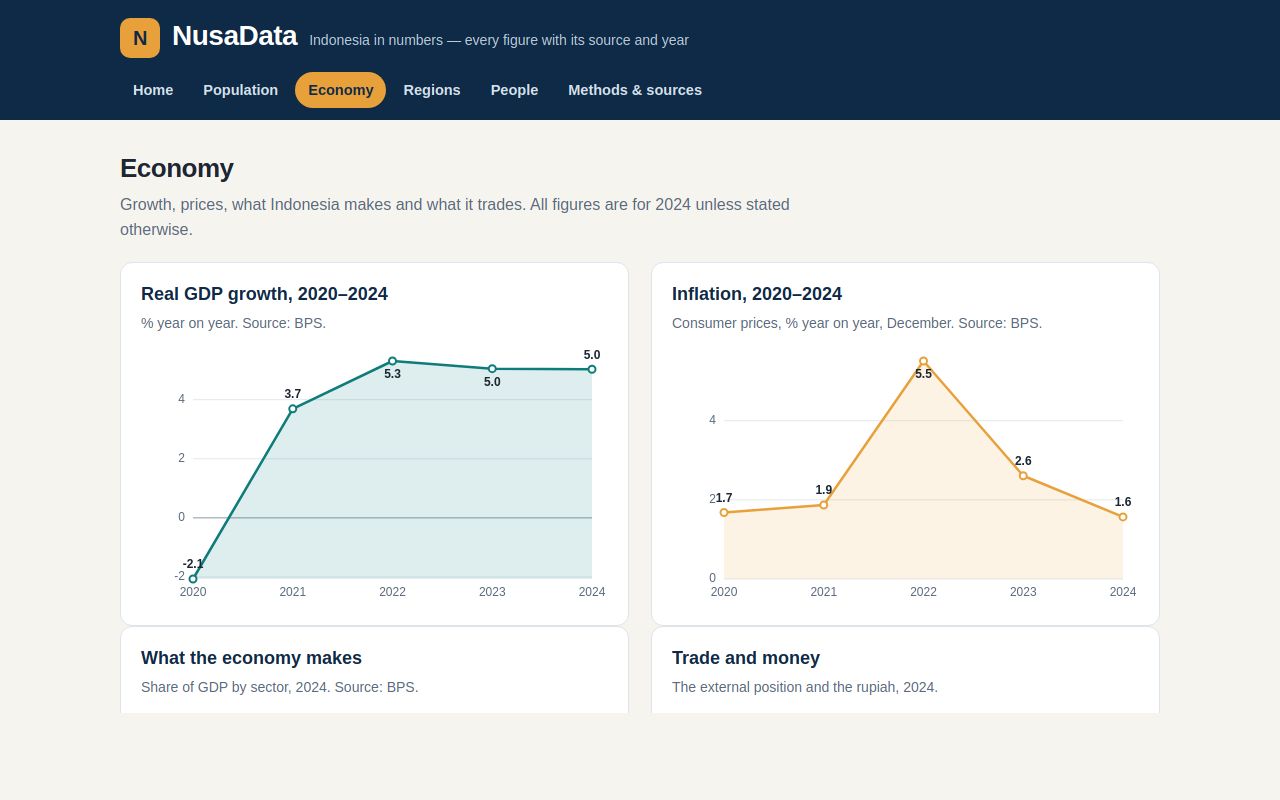 N
NusaData
Indonesia in numbers — every figure with its source and year
Home
Population
Economy
Regions
People
Methods & sources
Economy
Growth, prices, what Indonesia makes and what it trades. All figures are for 2024 unless stated
otherwise.
Real GDP growth, 2020–2024
% year on year. Source: BPS.
5.0
5.3
5.0
4
3.7
2
0
-2.1
-2
2020
2021
2022
2023
2024
Inflation, 2020–2024
Consumer prices, % year on year, December. Source: BPS.
5.5
4
2.6
2
1.7
1.9
1.6
0
2020
2021
2022
2023
2024
What the economy makes
Share of GDP by sector, 2024. Source: BPS.
Trade and money
The external position and the rupiah, 2024.